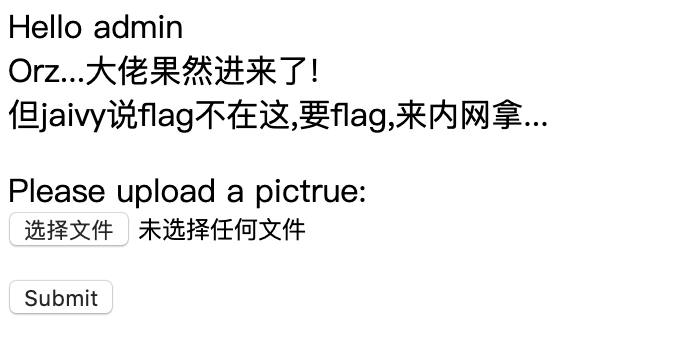 Hello admin
Orz...大佬果然进来了!
但jaivy说flag不在这,要flag,来内网拿...
Please upload a pictrue:
选择文件 未选择任何文件
Submit